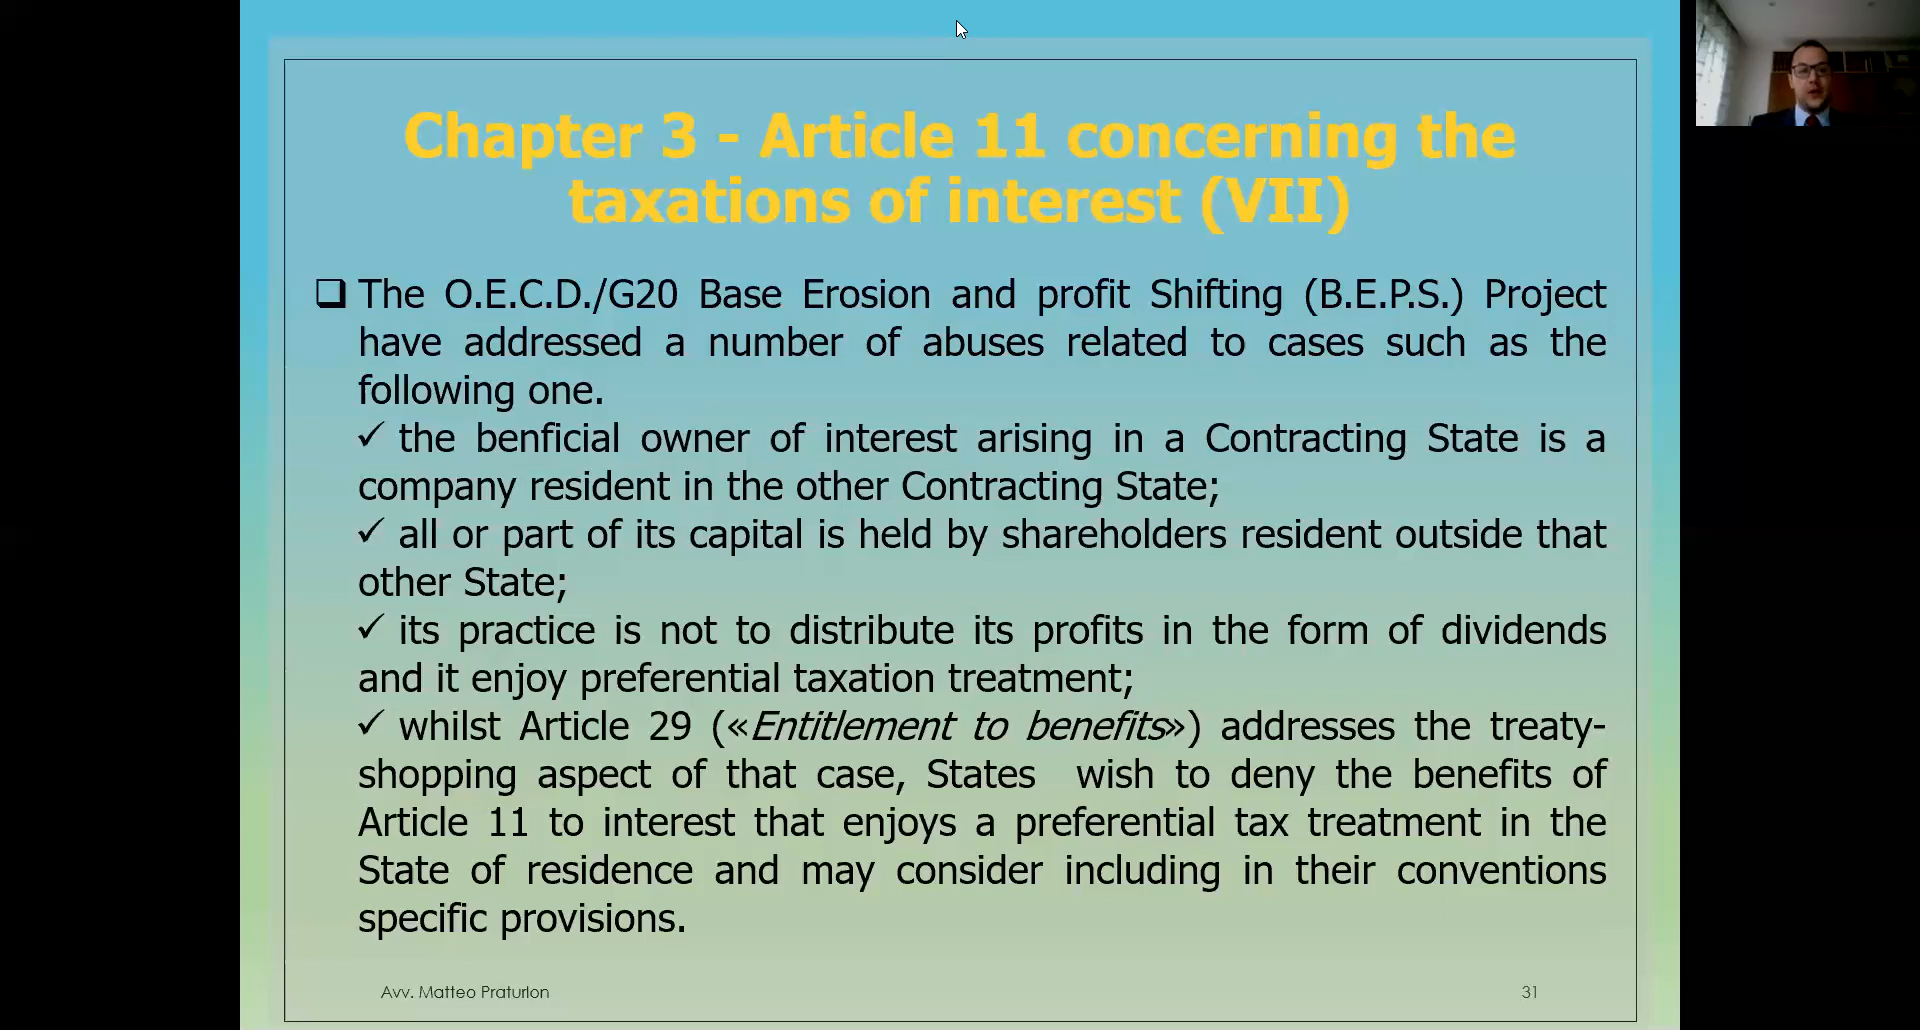 Chapter 3 - Article 11 concerning the
taxations of interest (VII)
The O.E.C.D./G20 Base Erosion and profit Shifting (B.E.P.S.) Project
have addressed a number of abuses related to cases such as the
following one.
✓ the benficial owner of interest arising in a Contracting State is a
company resident in the other Contracting State;
✓ all or part of its capital is held by shareholders resident outside that
other State;
✓ its practice is not to distribute its profits in the form of dividends
and it enjoy preferential taxation treatment;
✓ whilst Article 29 («Entitlement to benefits») addresses the treaty-
shopping aspect of that case, States wish to deny the benefits of
Article 11 to interest that enjoys a preferential tax treatment in the
State of residence and may consider including in their conventions
specific provisions.
Avv. Matteo Praturlon
31